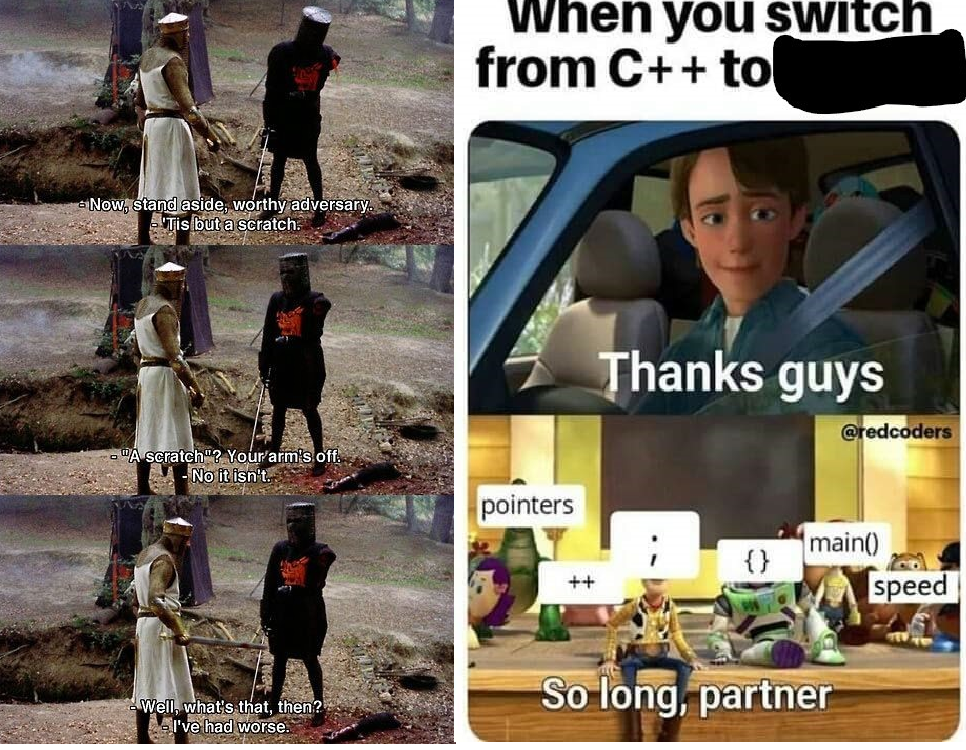 - Now, stand aside, worthy adversary.
- 'Tis but a scratch.
- "A scratch"? Your arm's off.
- No it isn't.
- Well, what's that, then?
- I've had worse.
When you switch
from C++ to
Thanks guys
@redcoders
pointers
++
;
{}
main()
speed
So long, partner